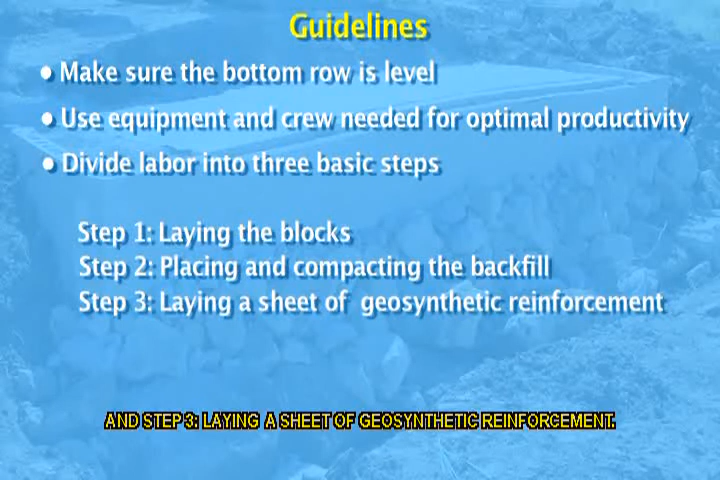 Guidelines
• Make sure the bottom row is level
• Use equipment and crew needed for optimal productivity
• Divide labor into three basic steps
Step 1: Laying the blocks
Step 2: Placing and compacting the backfill
Step 3: Laying a sheet of geosynthetic reinforcement
AND STEP 3: LAYING A SHEET OF GEOSYNTHETIC REINFORCEMENT.